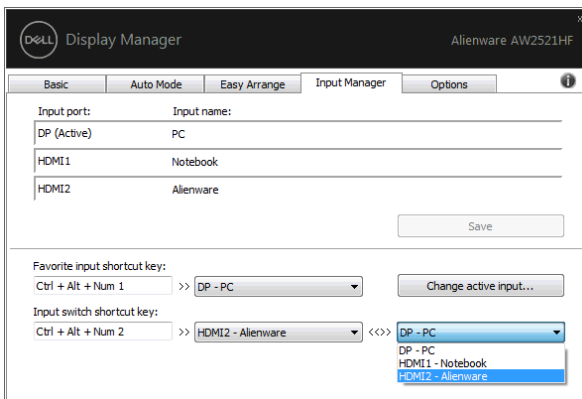 DELL Display Manager Alienware AW2521HF
Basic Auto Mode Easy Arrange Input Manager Options
Input port: Input name:
DP (Active) PC
HDMI1 Notebook
HDMI2 Alienware
Save
Favorite input shortcut key:
Ctrl + Alt + Num 1 >> DP - PC Change active input...
Input switch shortcut key:
Ctrl + Alt + Num 2 >> HDMI2 - Alienware <<>> DP - PC
DP - PC
HDMI1 - Notebook
HDMI2 - Alienware